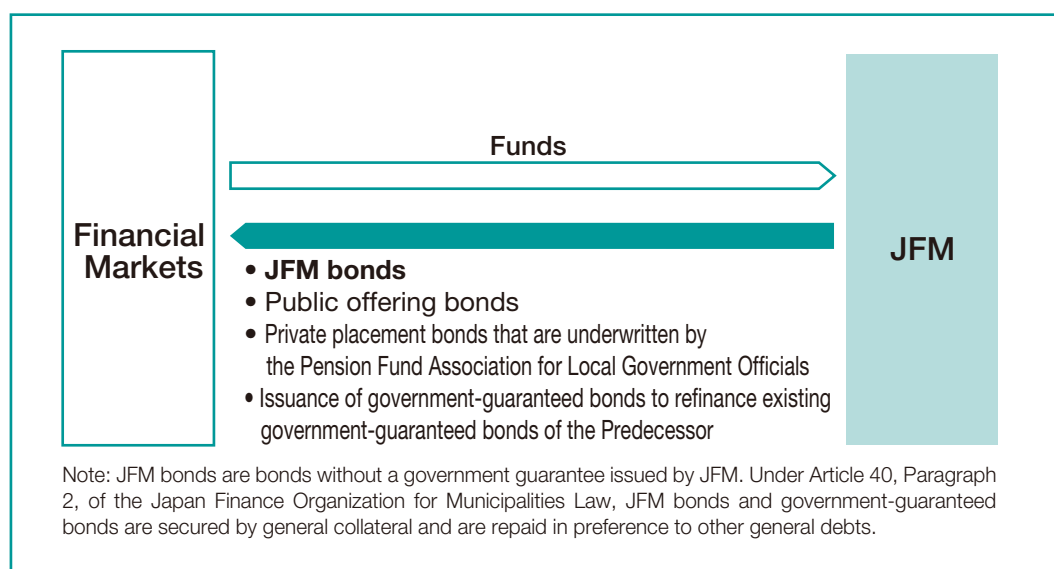 Funds
Financial
Markets
JFM
• JFM bonds
• Public offering bonds
• Private placement bonds that are underwritten by
the Pension Fund Association for Local Government Officials
• Issuance of government-guaranteed bonds to refinance existing
government-guaranteed bonds of the Predecessor
Note: JFM bonds are bonds without a government guarantee issued by JFM. Under Article 40, Paragraph
2, of the Japan Finance Organization for Municipalities Law, JFM bonds and government-guaranteed
bonds are secured by general collateral and are repaid in preference to other general debts.